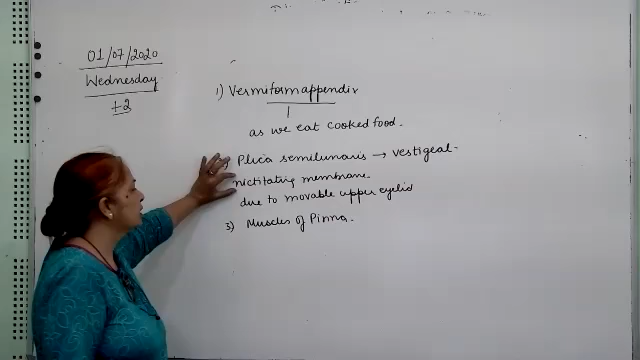 01/07/2020
Wednesday
+2
1) Vermiform appendix
as we eat cooked food.
Plica semilunaris → vestigeal
nictitating membrane.
due to movable upper eyelid
3) Muscles of Pinna.